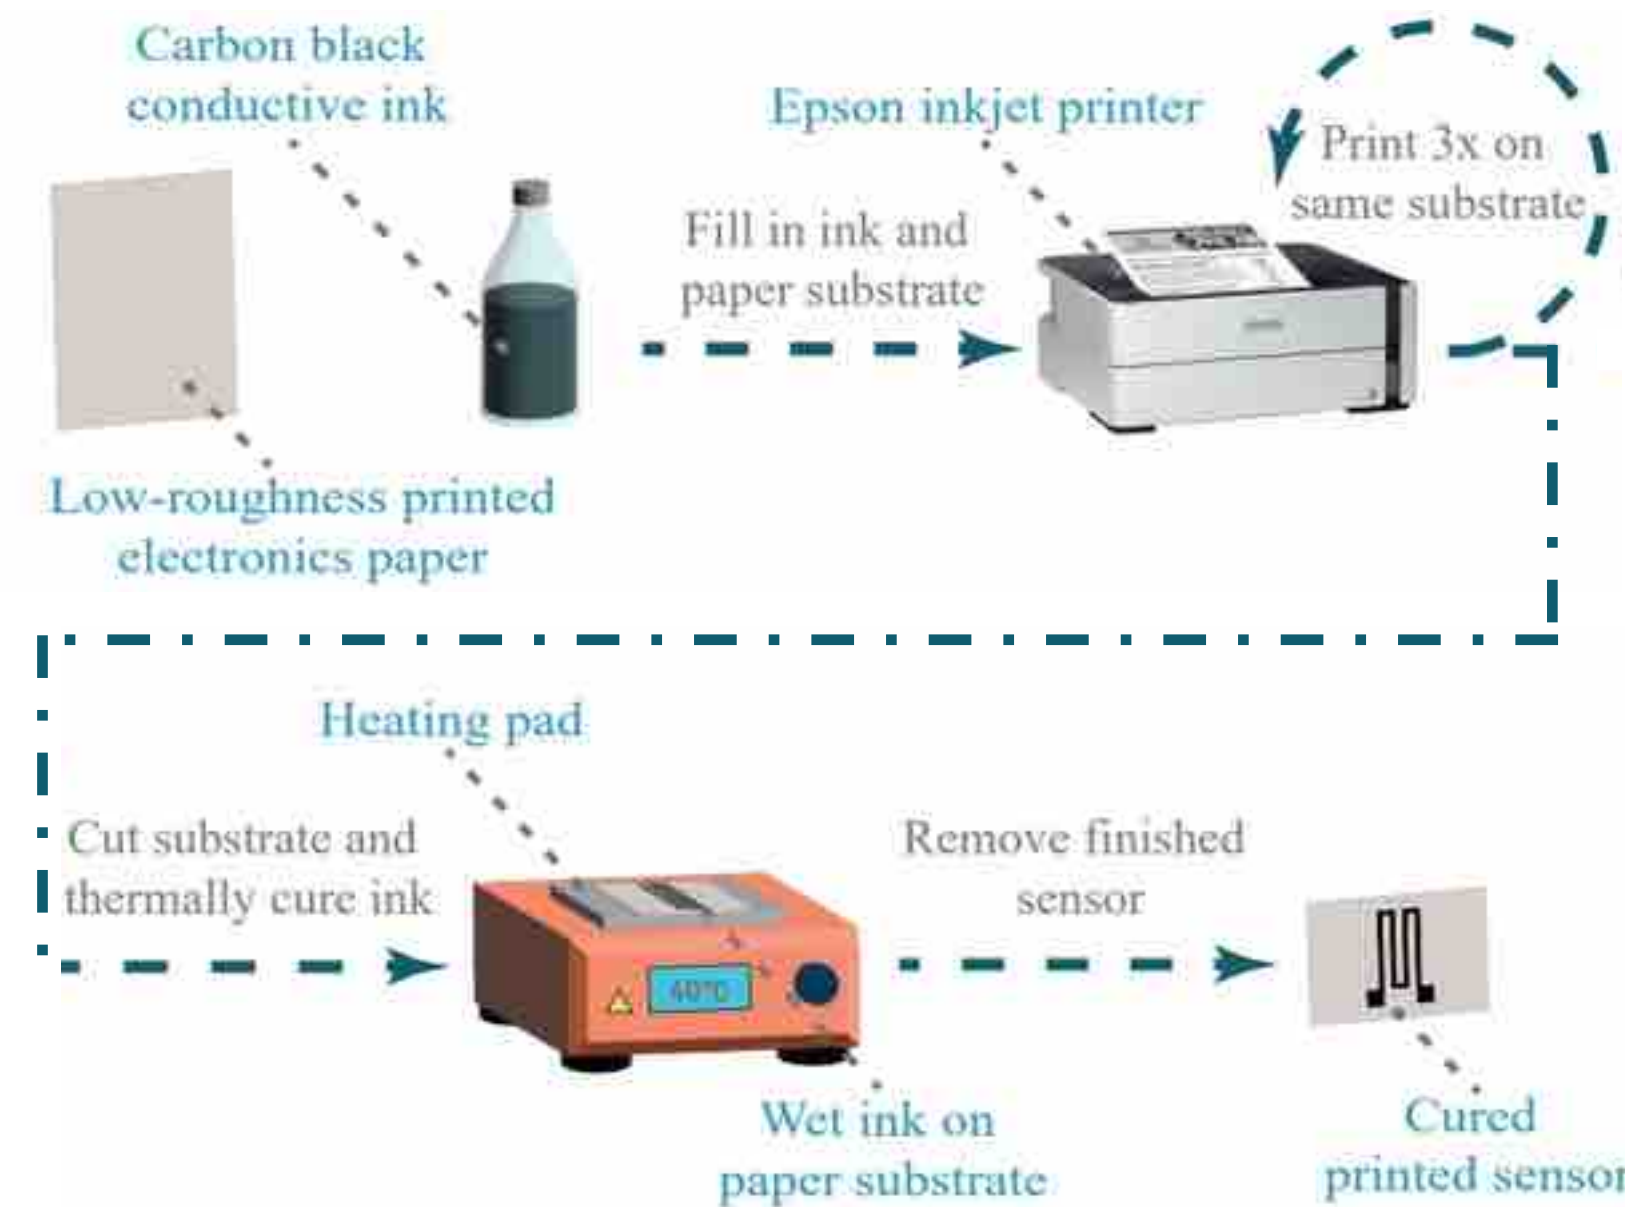 Carbon black
conductive ink
Epson inkjet printer
Print 3x on
same substrate
Fill in ink and
paper substrate
Low-roughness printed
electronics paper
Heating pad
Cut substrate and
thermally cure ink
Remove finished
sensor
40°C
Wet ink on
paper substrate
Cured
printed sensor